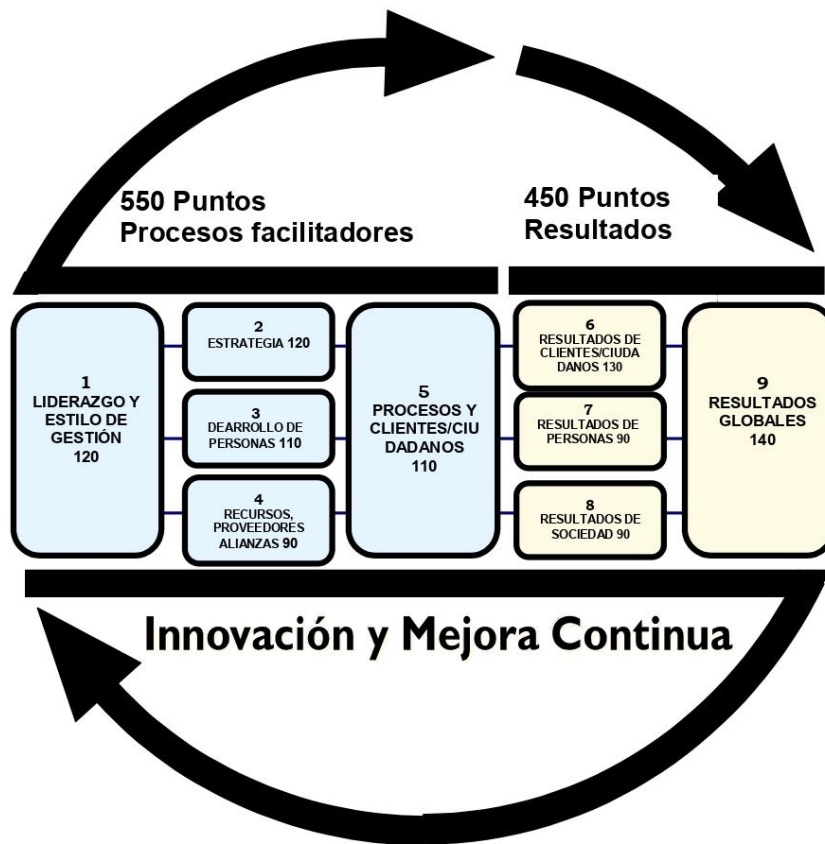 550 Puntos
Procesos facilitadores
450 Puntos
Resultados
1
LIDERAZGO Y
ESTILO DE
GESTIÓN
120
2
ESTRATEGIA 120
3
DEARROLLO DE
PERSONAS 110
4
RECURSOS,
PROVEEDORES
ALIANZAS 90
5
PROCESOS Y
CLIENTES/CIU
DADANOS
110
6
RESULTADOS DE
CLIENTES/CIUDA
DANOS 130
7
RESULTADOS DE
PERSONAS 90
8
RESULTADOS DE
SOCIEDAD 90
9
RESULTADOS
GLOBALES
140
Innovación y Mejora Continua